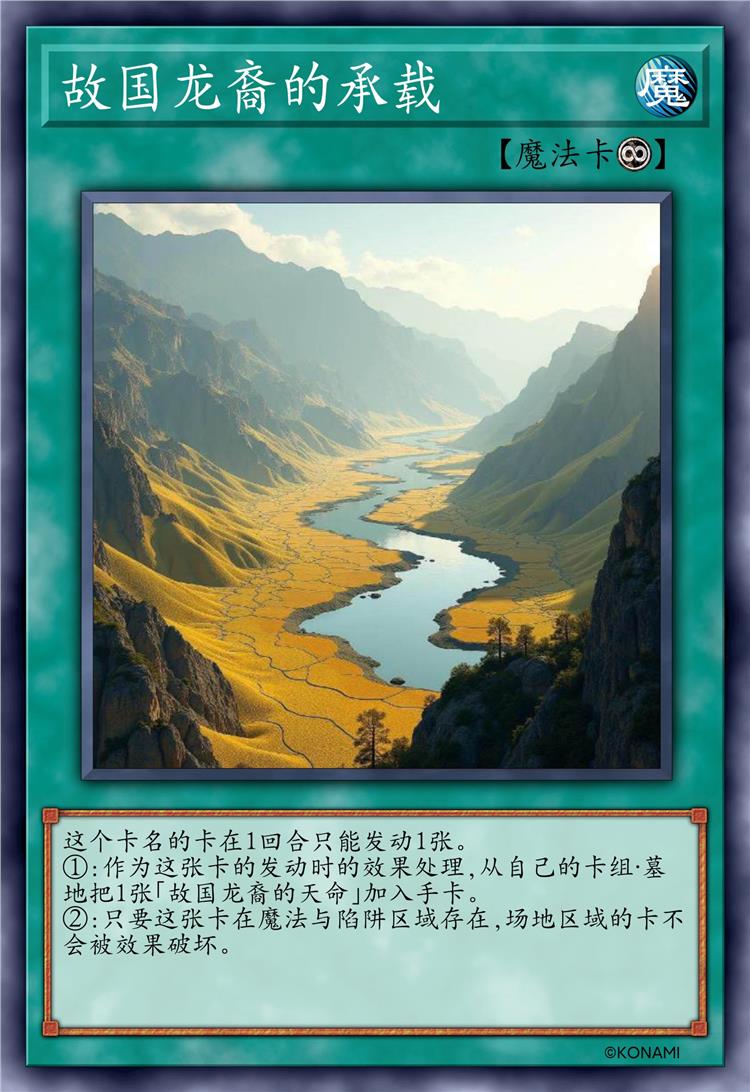 故国龙裔的承载
魔
【魔法卡♾】
这个卡名的卡在1回合只能发动1张。
①:作为这张卡的发动时的效果处理,从自己的卡组·墓
地把1张「故国龙裔的天命」加入手卡。
②:只要这张卡在魔法与陷阱区域存在,场地区域的卡不
会被效果破坏。
©KONAMI